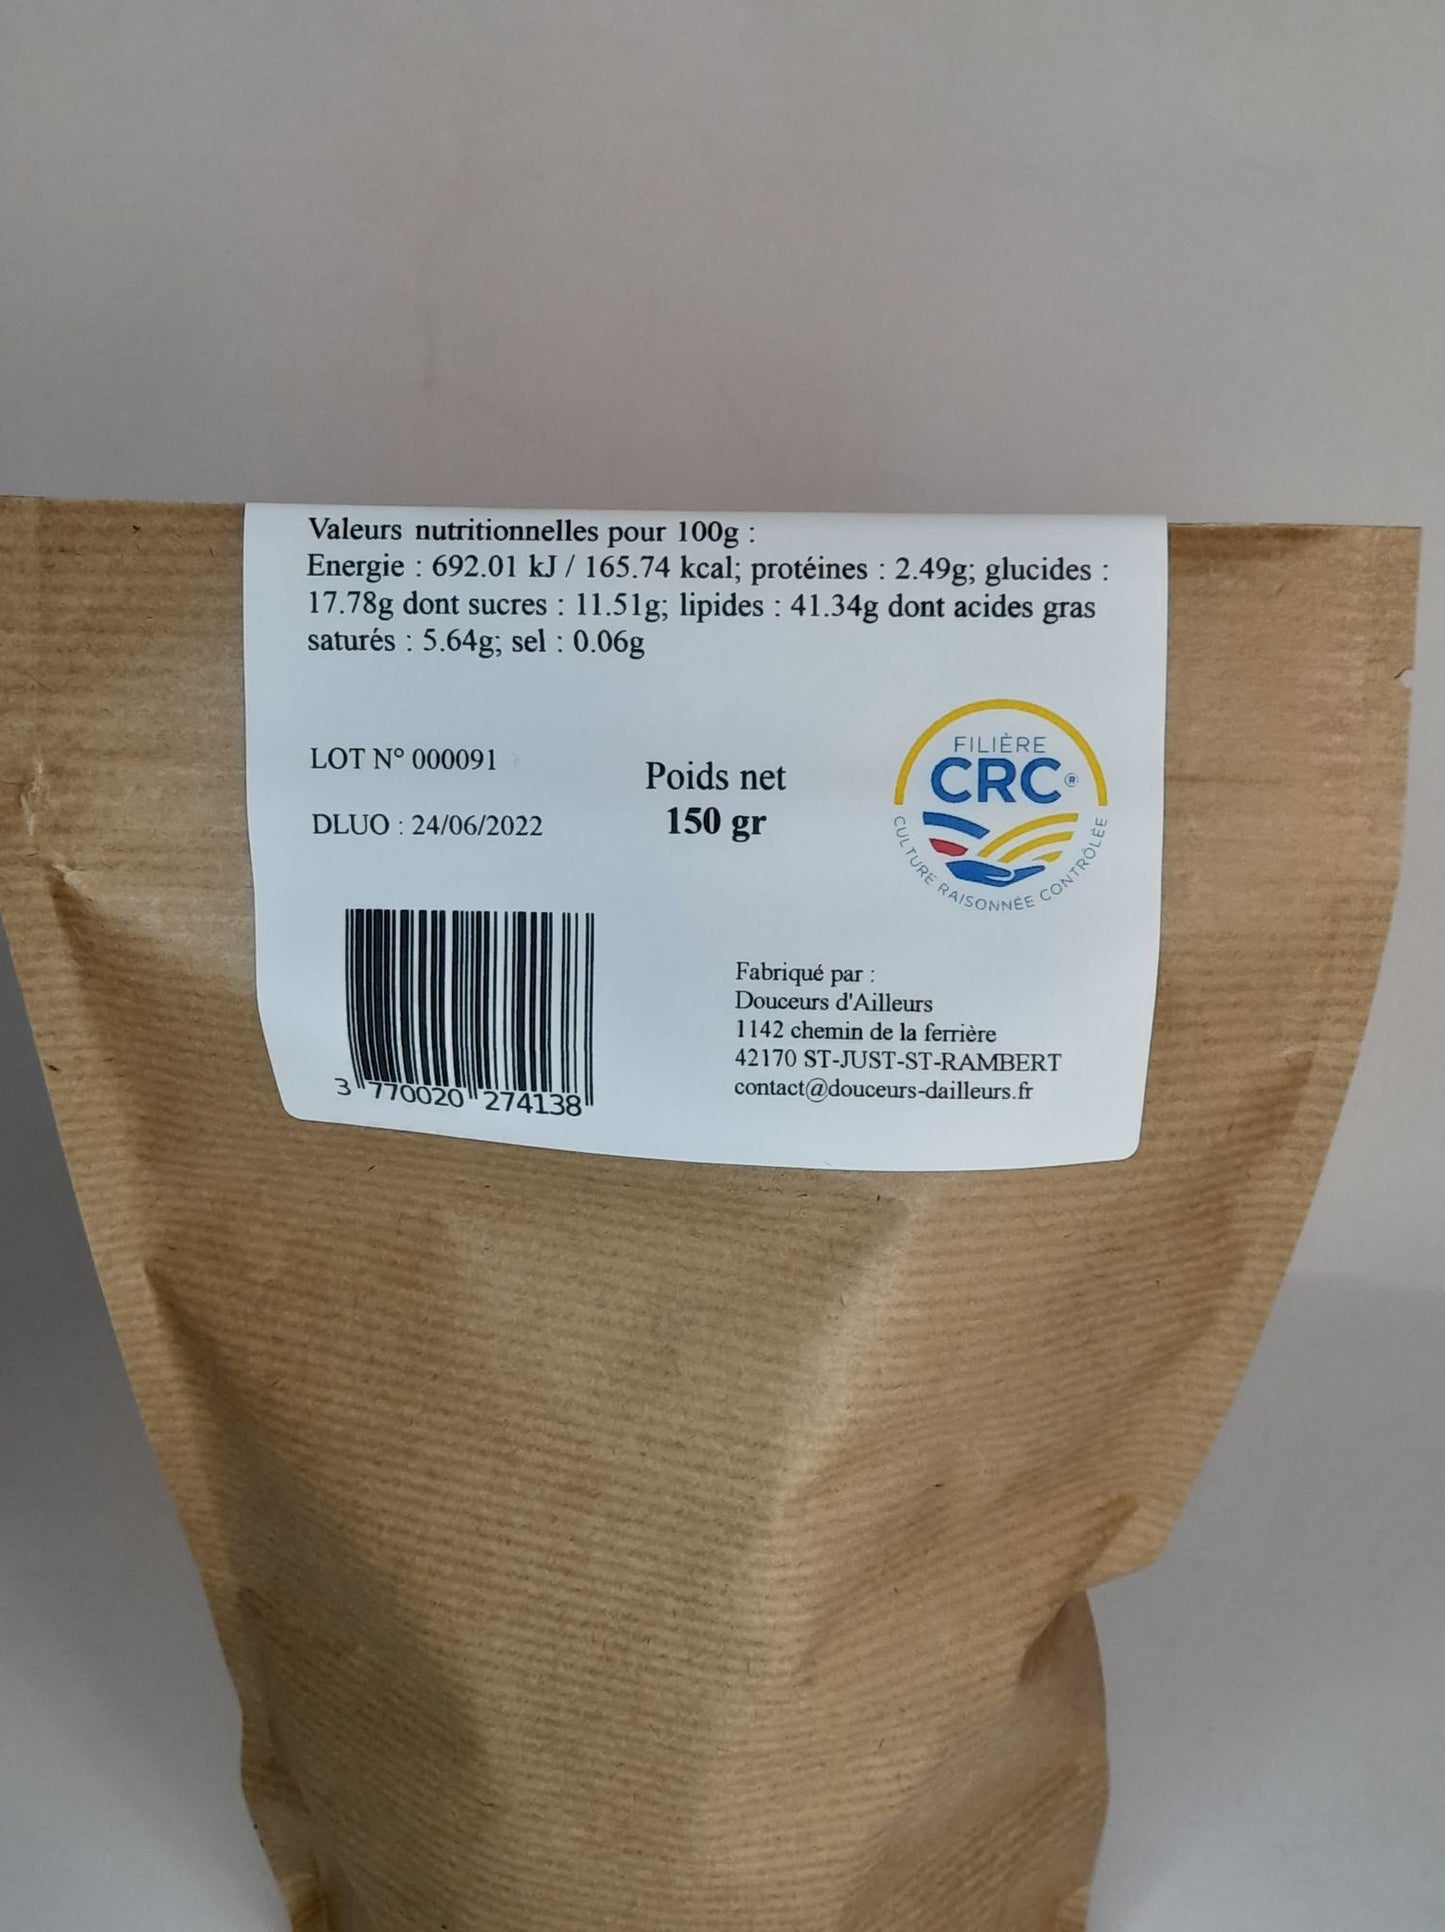 Valeurs nutritionnelles pour 100g :
Energie : 692.01 kJ / 165.74 kcal; protéines : 2.49g; glucides :
17.78g dont sucres : 11.51g; lipides : 41.34g dont acides gras
saturés : 5.64g; sel : 0.06g
LOT N° 000091
DLUO : 24/06/2022
Poids net
150 gr
FILIÈRE
CRC®
CULTURE RAISONNÉE CONTRÔLÉE
3 770020 274138
Fabriqué par :
Douceurs d'Ailleurs
1142 chemin de la ferrière
42170 ST-JUST-ST-RAMBERT
contact@douceurs-dailleurs.fr